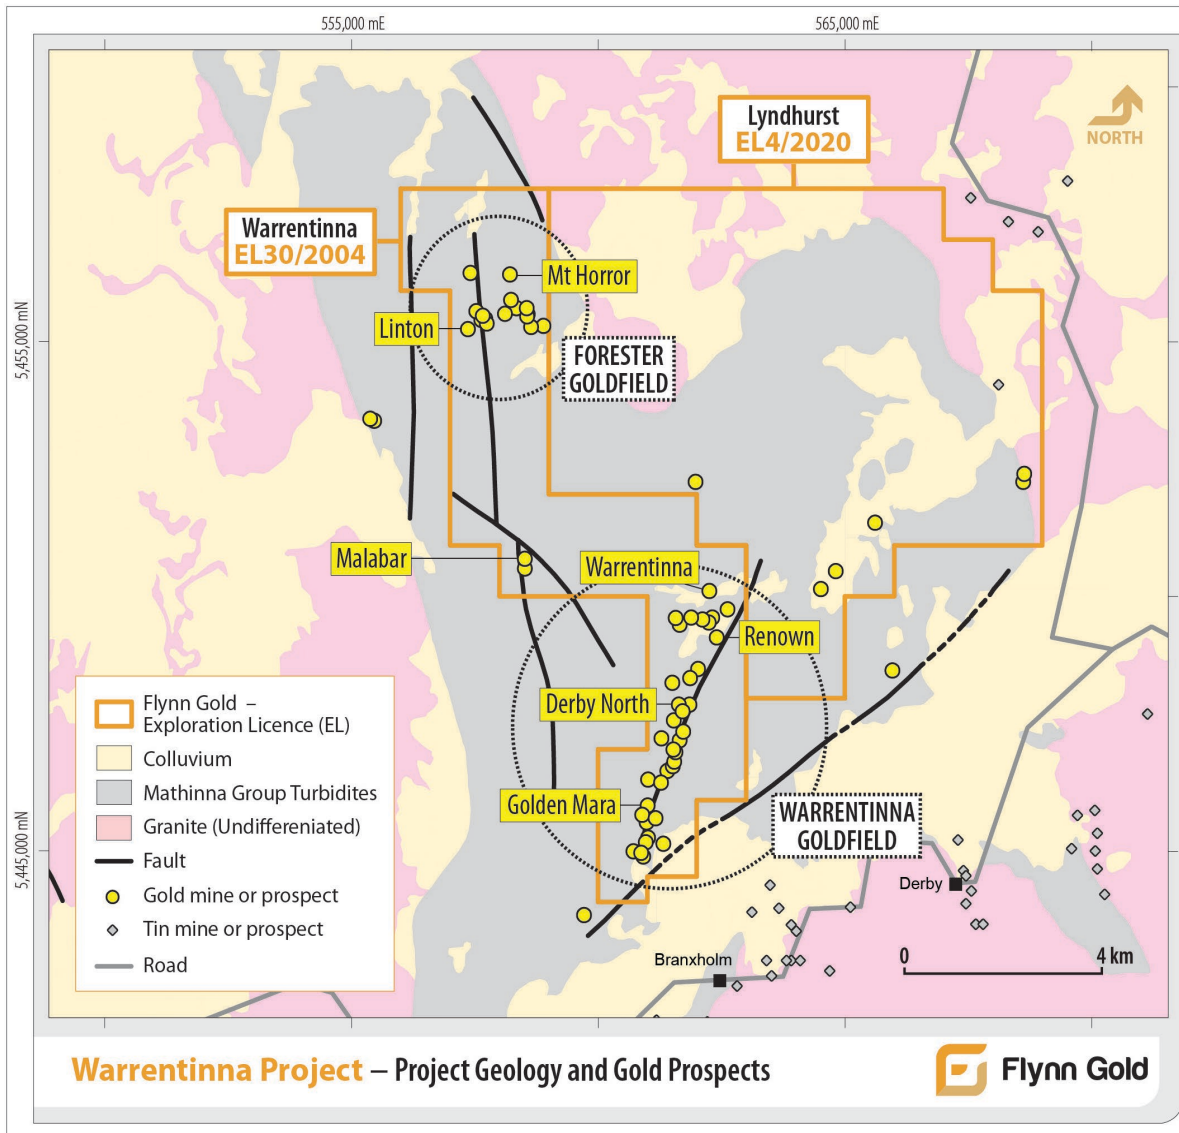 555,000 mE
565,000 mE
5,455,000 mN
5,445,000 mN
NORTH
Lyndhurst
EL4/2020
Warrentinna
EL30/2004
Mt Horror
Linton
FORESTER
GOLDFIELD
Malabar
Warrentinna
Renown
Derby North
Golden Mara
WARRENTINNA
GOLDFIELD
Derby
Branxholm
0
4 km
Flynn Gold –
Exploration Licence (EL)
Colluvium
Mathinna Group Turbidites
Granite (Undiffereniated)
Fault
Gold mine or prospect
Tin mine or prospect
Road
Warrentinna Project – Project Geology and Gold Prospects
Flynn Gold